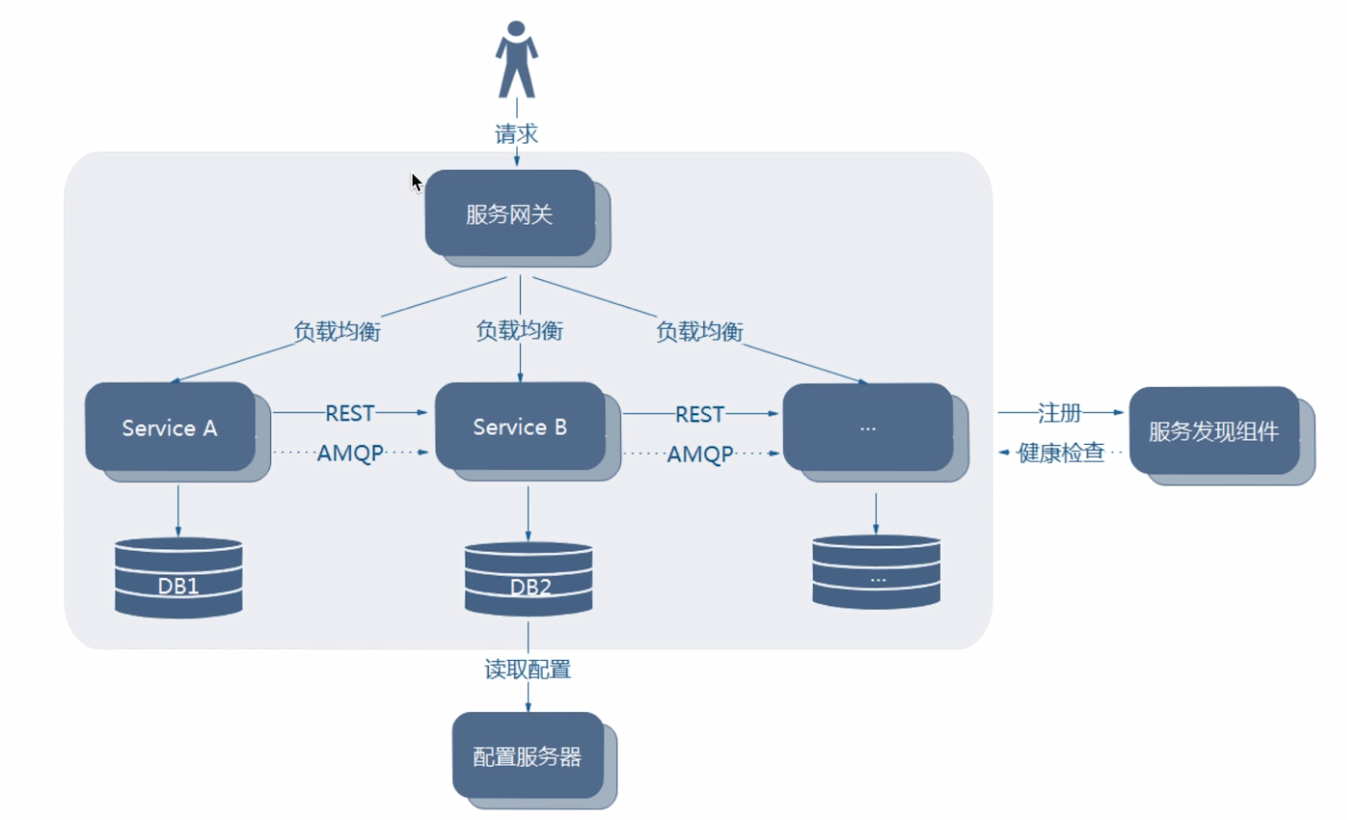 请求
服务网关
负载均衡
负载均衡
负载均衡
Service A
REST
AMQP
Service B
REST
AMQP
...
注册
健康检查
服务发现组件
DB1
DB2
...
读取配置
配置服务器